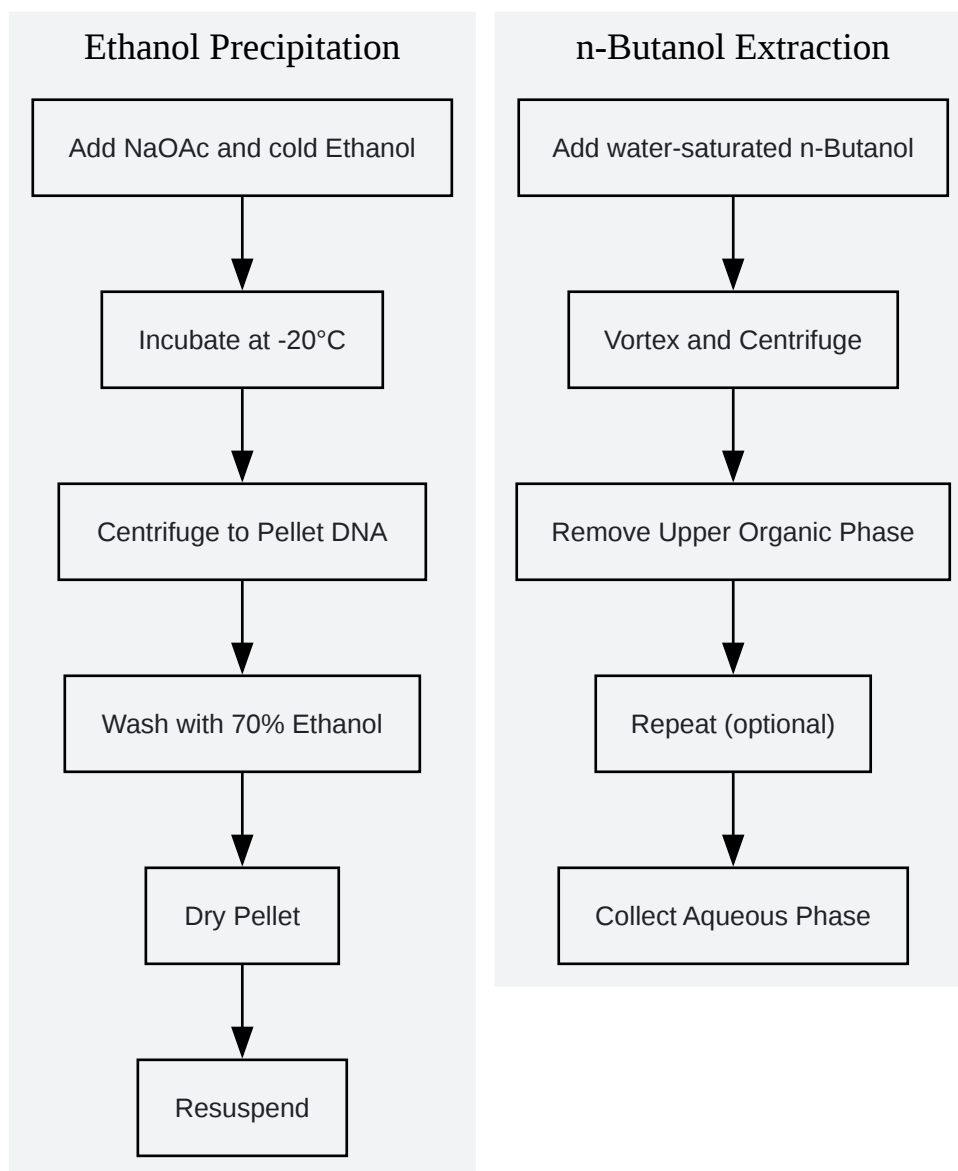 Ethanol Precipitation
Add NaOAc and cold Ethanol
Incubate at -20°C
Centrifuge to Pellet DNA
Wash with 70% Ethanol
Dry Pellet
Resuspend
n-Butanol Extraction
Add water-saturated n-Butanol
Vortex and Centrifuge
Remove Upper Organic Phase
Repeat (optional)
Collect Aqueous Phase